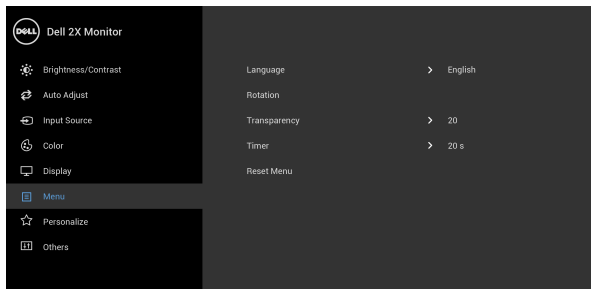 DELL Dell 2X Monitor
Brightness/Contrast
Language > English
Auto Adjust
Rotation
Input Source
Transparency > 20
Color
Timer > 20 s
Display
Reset Menu
Menu
Personalize
Others